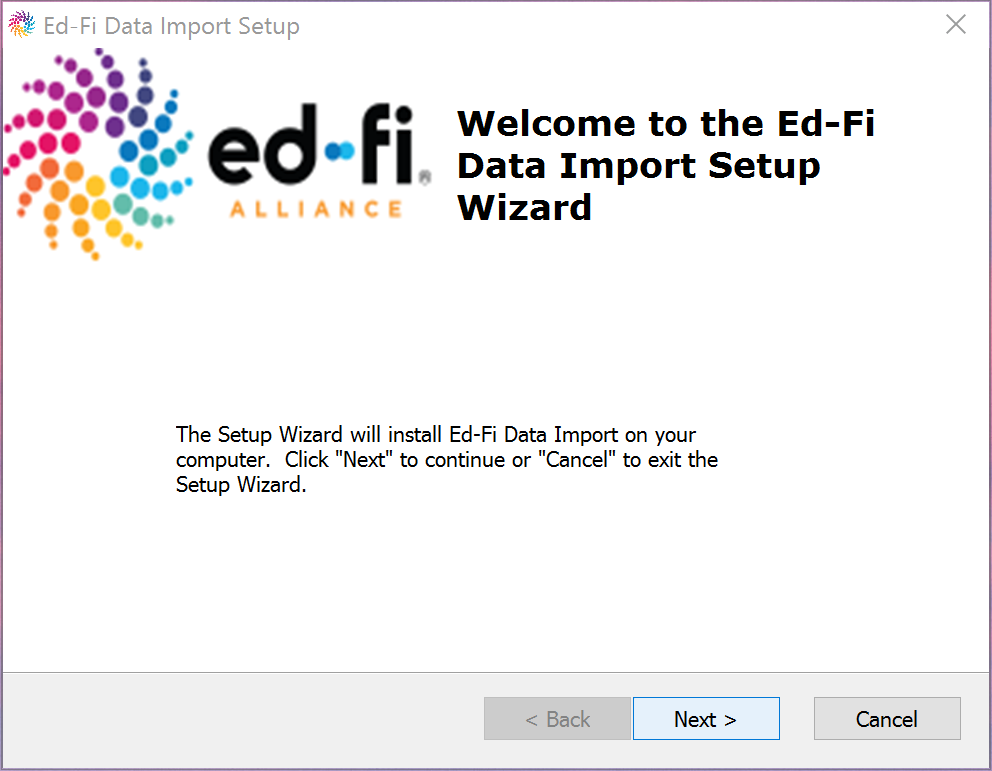 Ed-Fi Data Import Setup
ed-fi®
ALLIANCE
Welcome to the Ed-Fi
Data Import Setup
Wizard
The Setup Wizard will install Ed-Fi Data Import on your
computer.  Click "Next" to continue or "Cancel" to exit the
Setup Wizard.
< Back
Next >
Cancel